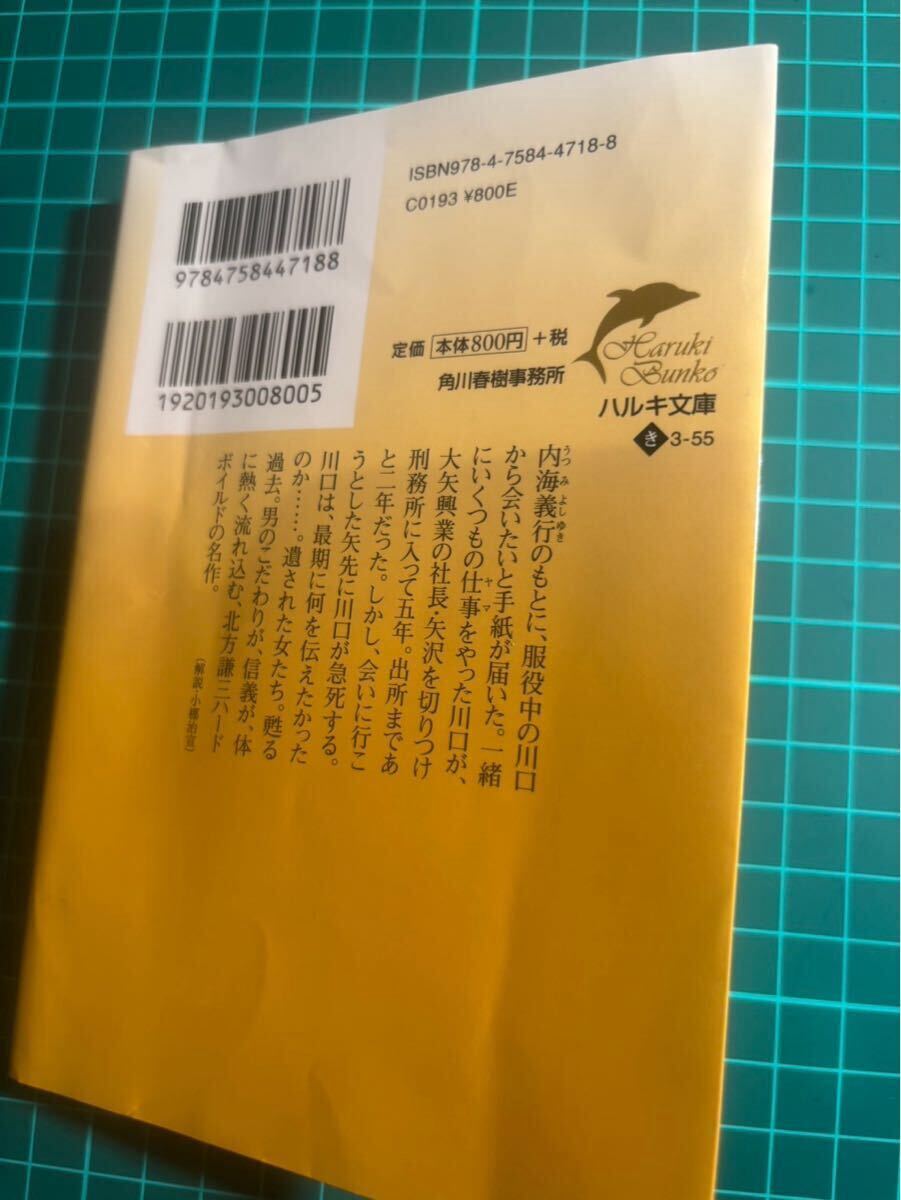 ISBN978-4-7584-4718-8
C0193 ¥800E
9784758447188
1920193008005
定価 本体800円 +税
角川春樹事務所
Haruki
Bunko
ハルキ文庫
き 3-55
内海義行のもとに、服役中の川口
うつみよしゆき
から会いたいと手紙が届いた。一緒
にいくつもの仕事をやった川口が、
ヤマ
大矢興業の社長・矢沢を切りつけ
刑務所に入って五年。出所まであ
と二年だった。しかし、会いに行こ
うとした矢先に川口が急死する。
川口は、最期に何を伝えたかった
のか……。遺された女たち。甦る
過去。男のこだわりが、信義が、体
に熱く流れ込む、北方謙三ハード
ボイルドの名作。
(解説・小梛治宣)